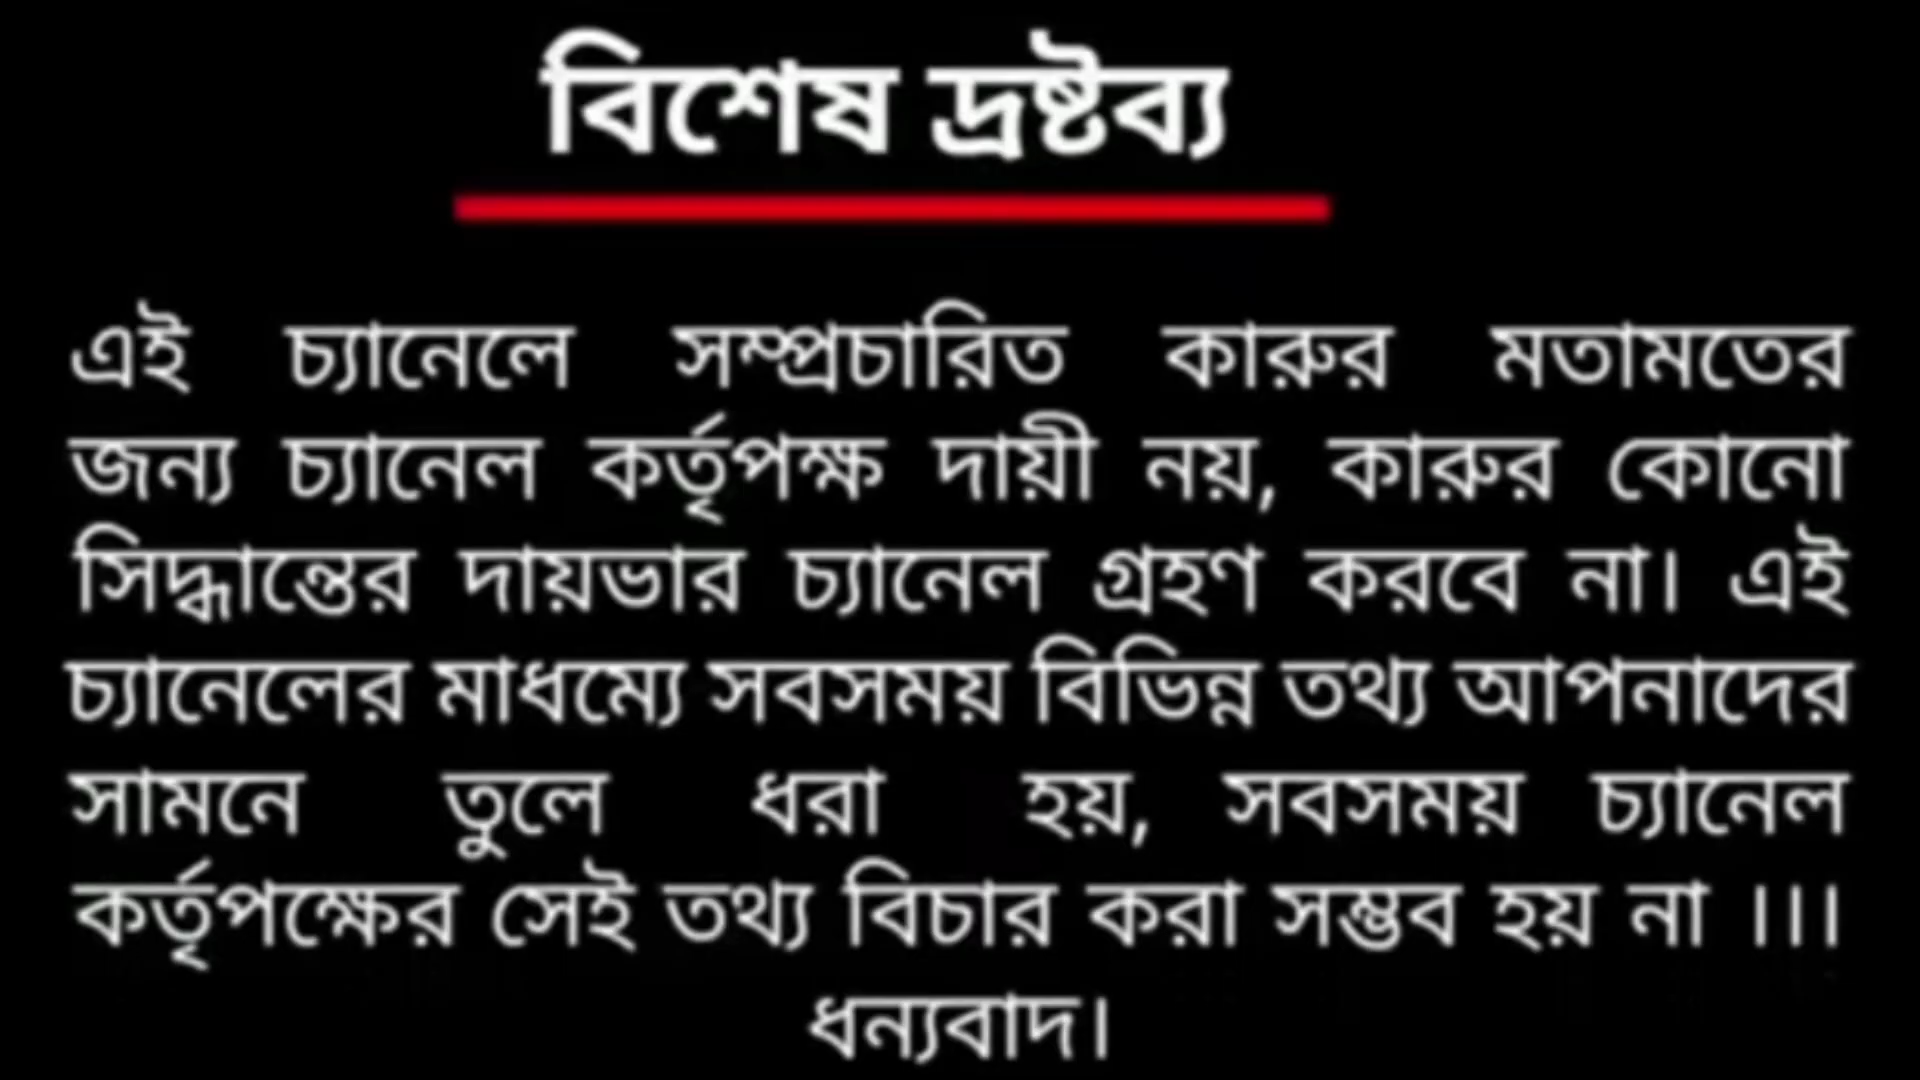 বিশেষ দ্রষ্টব্য
এই চ্যানেলে সম্প্রচারিত কারুর মতামতের
জন্য চ্যানেল কর্তৃপক্ষ দায়ী নয়, কারুর কোনো
সিদ্ধান্তের দায়ভার চ্যানেল গ্রহণ করবে না। এই
চ্যানেলের মাধম্যে সবসময় বিভিন্ন তথ্য আপনাদের
সামনে তুলে ধরা হয়, সবসময় চ্যানেল
কর্তৃপক্ষের সেই তথ্য বিচার করা সম্ভব হয় না ।।।
ধন্যবাদ।